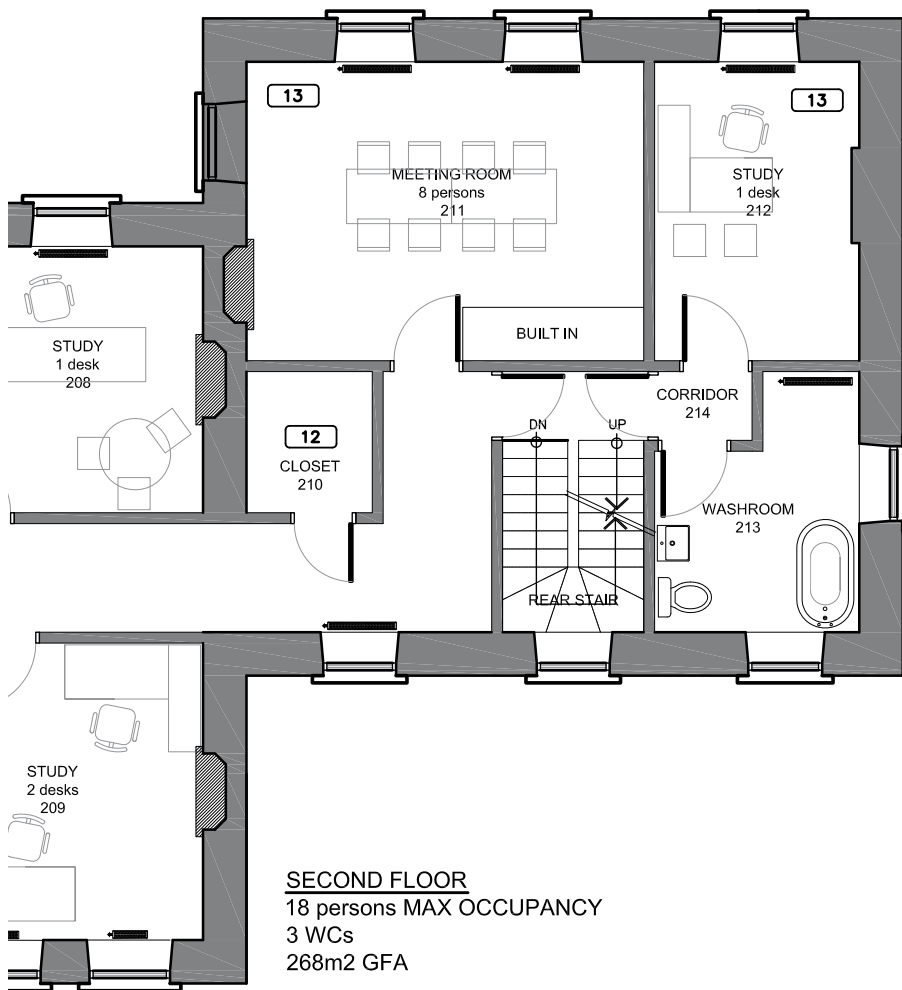 13
13
MEETING ROOM
8 persons
211
STUDY
1 desk
212
STUDY
1 desk
208
BUILT IN
CORRIDOR
214
12
CLOSET
210
DN
UP
WASHROOM
213
REAR STAIR
STUDY
2 desks
209
SECOND FLOOR
18 persons MAX OCCUPANCY
3 WCs
268m2 GFA